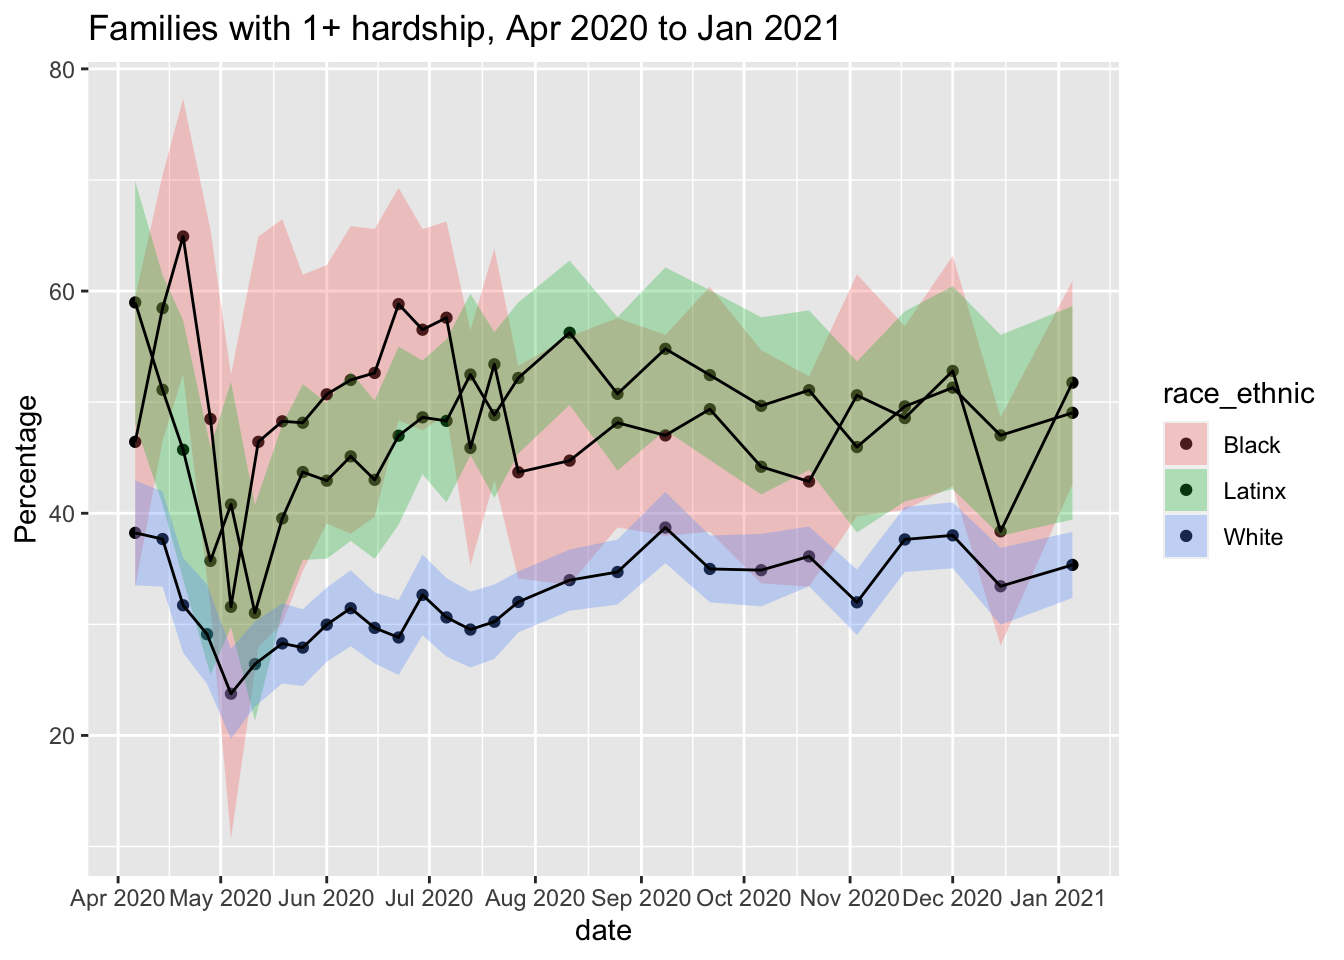 Families with 1+ hardship, Apr 2020 to Jan 2021
80
60
40
20
Percentage
Apr 2020 May 2020 Jun 2020 Jul 2020 Aug 2020 Sep 2020 Oct 2020 Nov 2020 Dec 2020 Jan 2021
date
race_ethnic
Black
Latinx
White